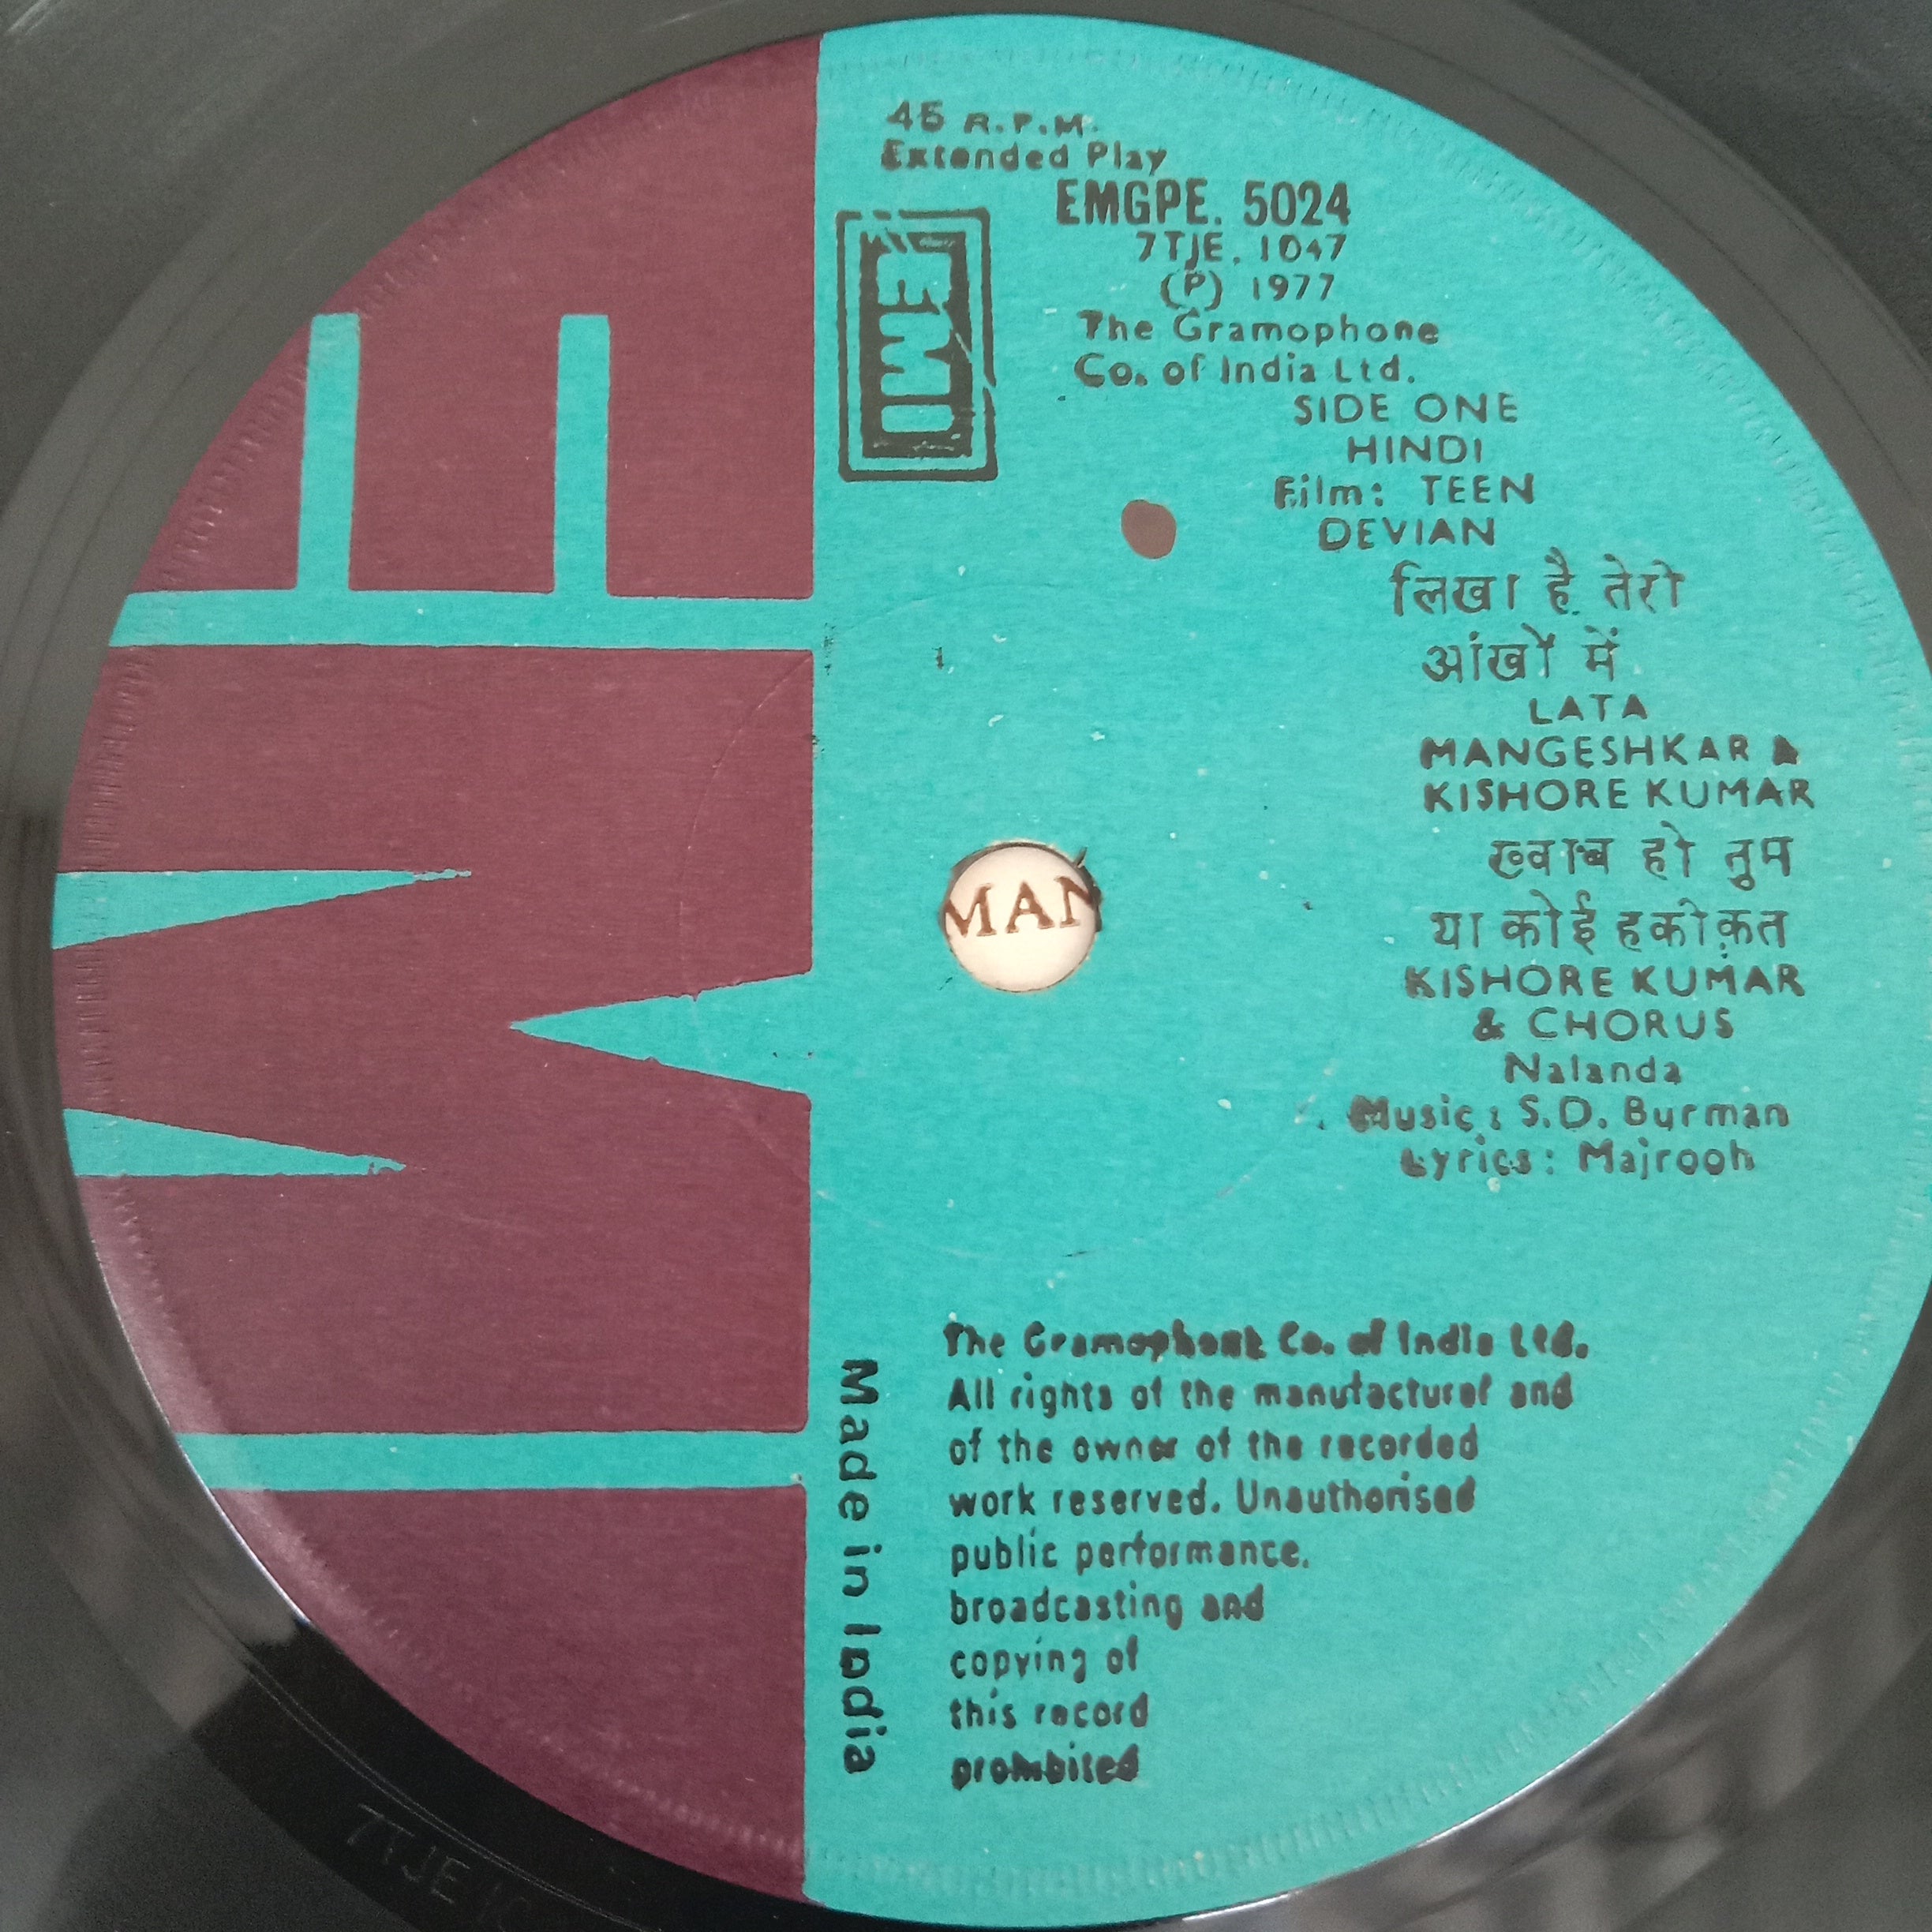 45 R.P.M.
Extended Play
EMGPE. 5024
7TJE. 1047
(P) 1977
The Gramophone
Co. of India Ltd.
EMI
SIDE ONE
HINDI
Film: TEEN
DEVIAN
लिखा है तेरी
आंखों में
LATA
MANGESHKAR &
KISHORE KUMAR
ख्वाब हो तुम
या कोई हकीक़त
KISHORE KUMAR
& CHORUS
Nalanda
Music: S.D. Burman
Lyrics: Majrooh
MAN
The Gramophone Co. of India Ltd.
All rights of the manufacturer and
of the owner of the recorded
work reserved. Unauthorised
public performance.
broadcasting and
copying of
this record
prohibited
Made in India
EMI